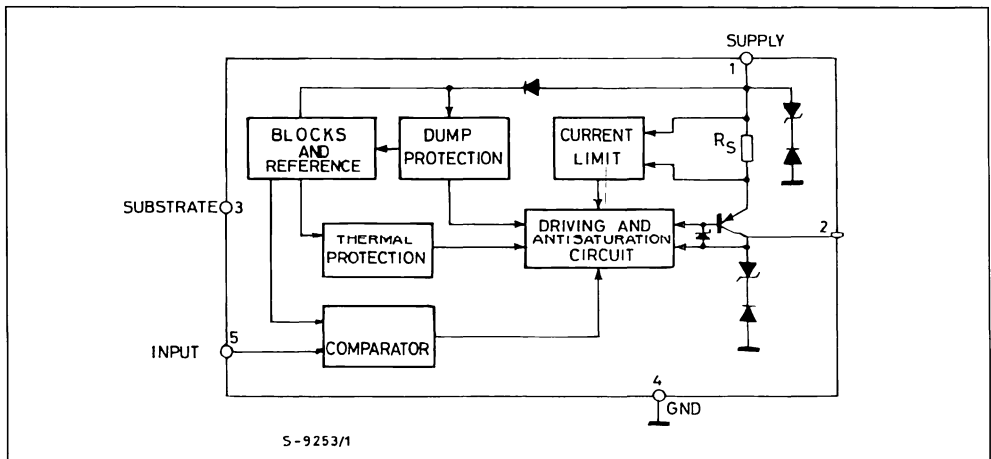 SUPPLY
1
BLOCKS
AND
REFERENCE
DUMP
PROTECTION
CURRENT
LIMIT
RS
SUBSTRATE 3
THERMAL
PROTECTION
DRIVING AND
ANTISATURATION
CIRCUIT
2
5
INPUT
COMPARATOR
4
GND
S-9253/1